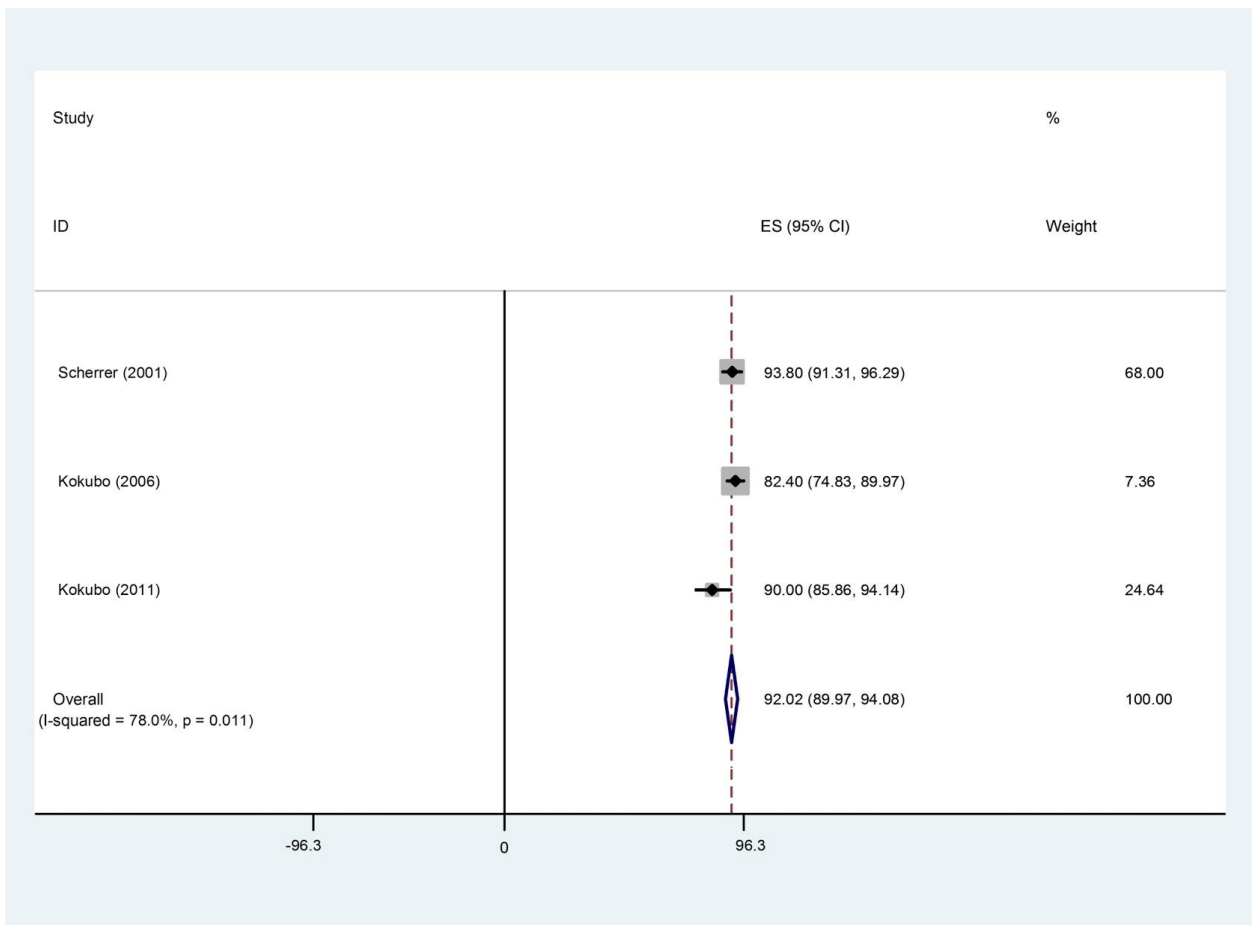 Study %
ID ES (95% CI) Weight
Scherrer (2001) 93.80 (91.31, 96.29) 68.00
Kokubo (2006) 82.40 (74.83, 89.97) 7.36
Kokubo (2011) 90.00 (85.86, 94.14) 24.64
Overall 92.02 (89.97, 94.08) 100.00
(I-squared = 78.0%, p = 0.011)
-96.3 0 96.3